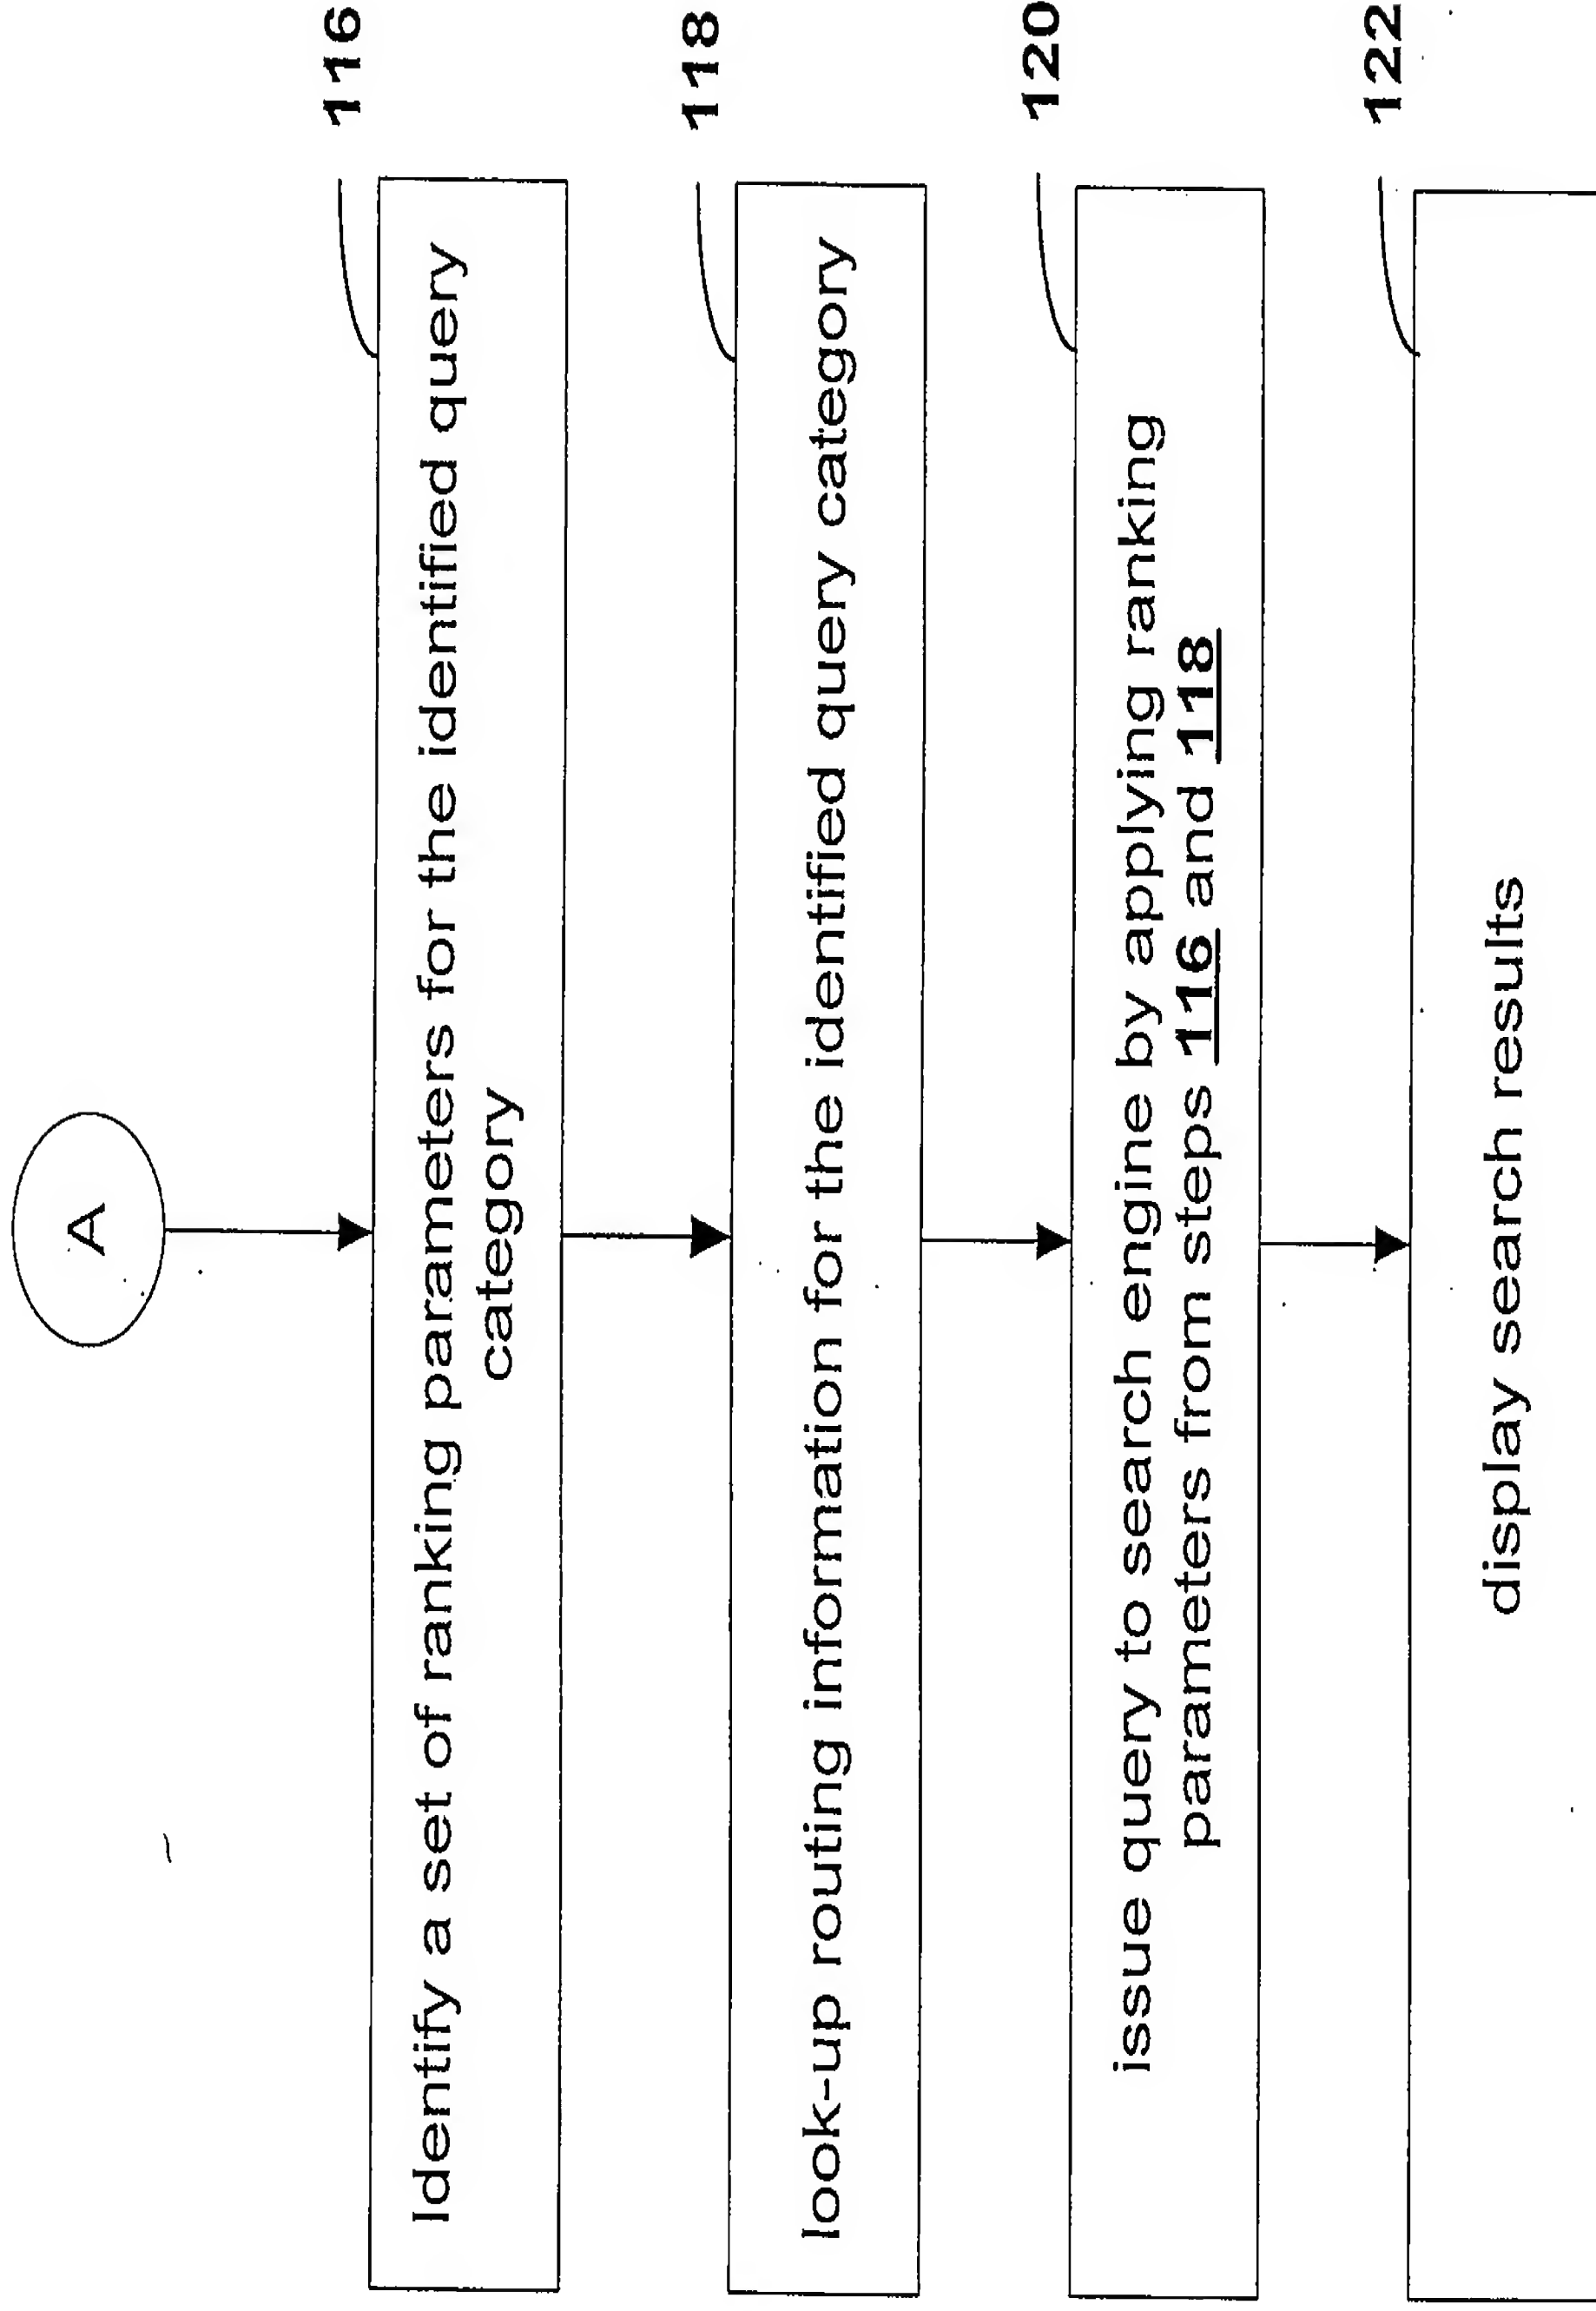 A
116
Identify a set of ranking parameters for the identified query
category
118
look-up routing information for the identified query category
120
issue query to search engine by applying ranking
parameters from steps 116 and 118
122
display search results